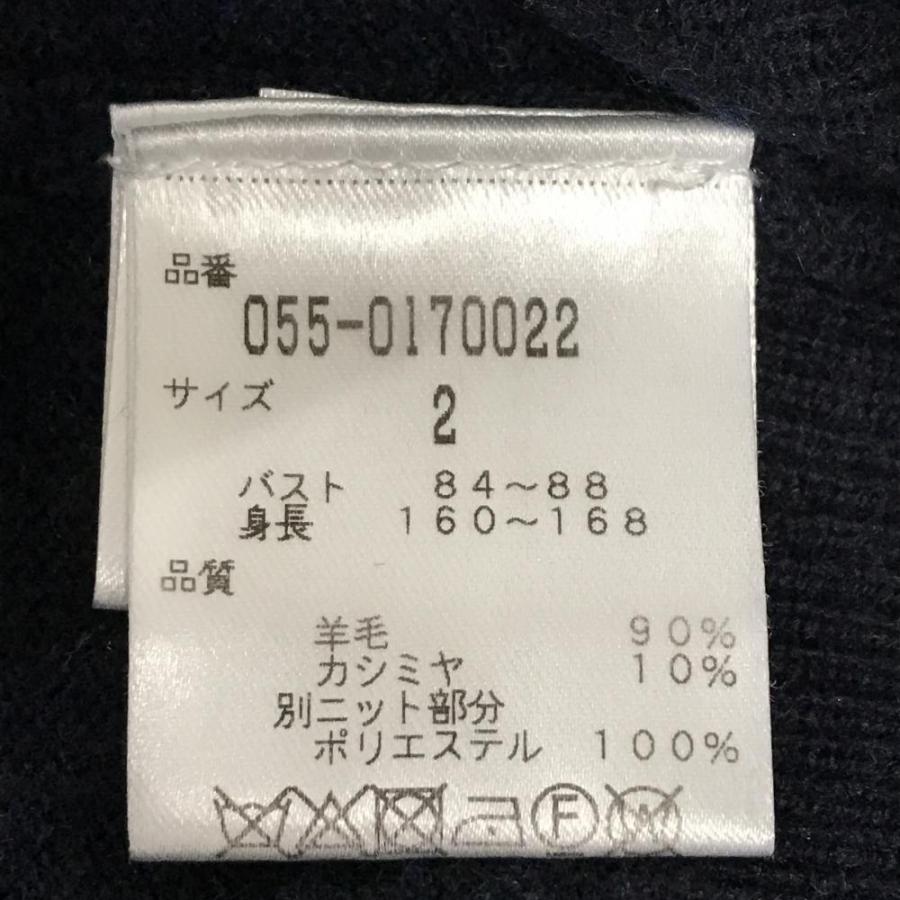 品番
055-0170022
サイズ
2
バスト 84～88
身長 160～168
品質
羊毛 90%
カシミヤ 10%
別ニット部分
ポリエステル 100%
F W